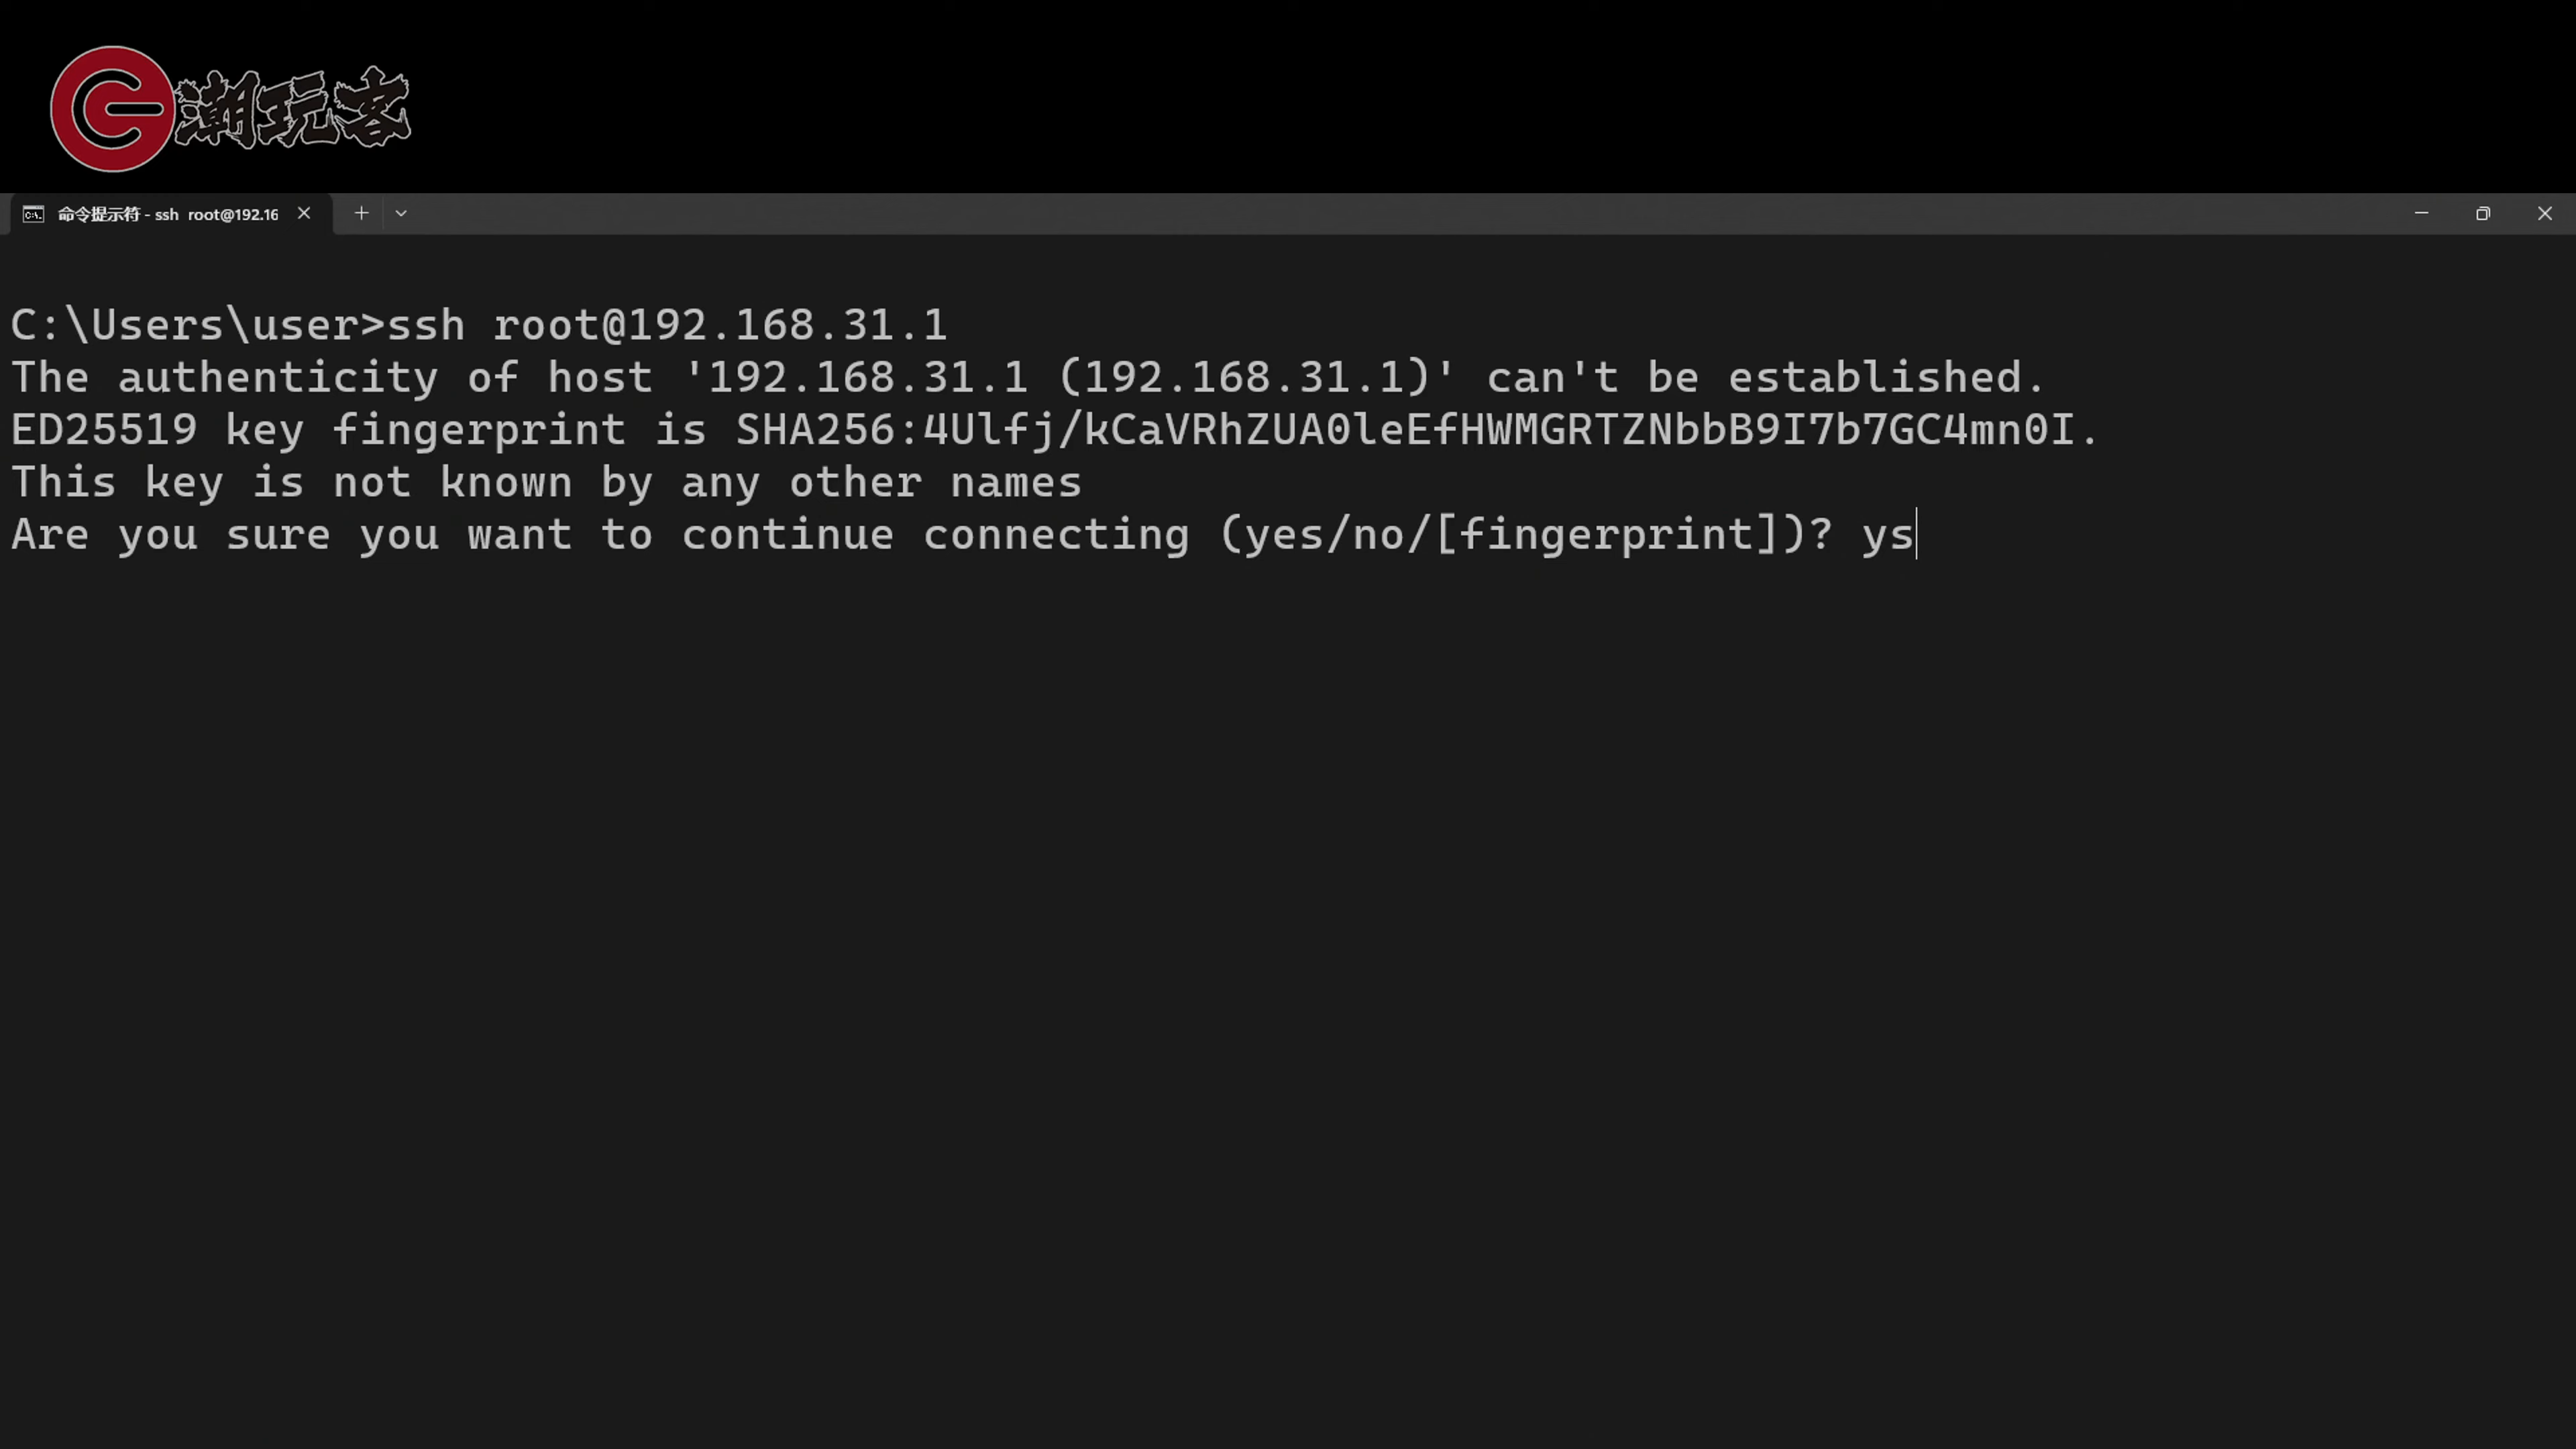 潮玩客
命令提示符 - ssh root@192.16
C:\Users\user>ssh root@192.168.31.1
The authenticity of host '192.168.31.1 (192.168.31.1)' can't be established.
ED25519 key fingerprint is SHA256:4Ulfj/kCaVRhZUA0leEfHWMGRTZNbbB9I7b7GC4mn0I.
This key is not known by any other names
Are you sure you want to continue connecting (yes/no/[fingerprint])? ys